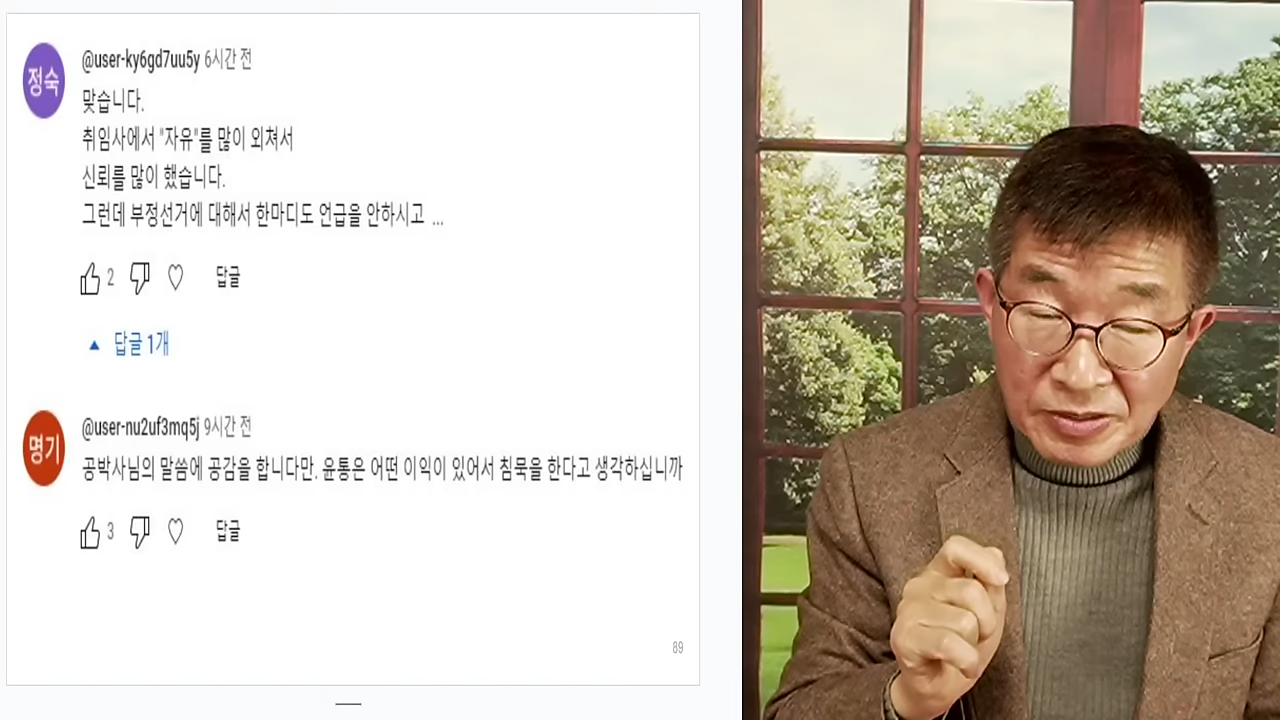 정숙
@user-ky6gd7uu5y 6시간 전
맞습니다.
취임사에서 "자유"를 많이 외쳐서
신뢰를 많이 했습니다.
그런데 부정선거에 대해서 한마디도 언급을 안하시고 ...
2 답글
답글 1개
명기
@user-nu2uf3mq5j 9시간 전
공박사님의 말씀에 공감을 합니다만. 윤통은 어떤 이익이 있어서 침묵을 한다고 생각하십니까
3 답글
89